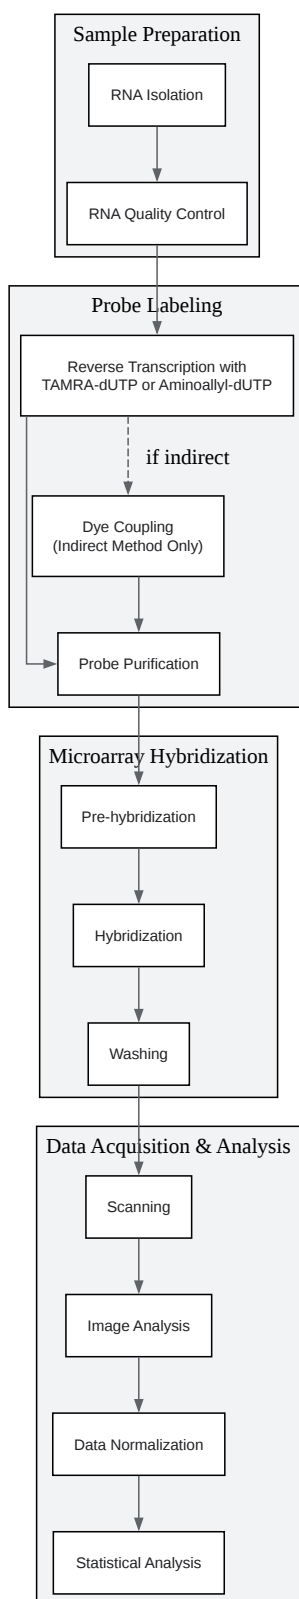 Sample Preparation
RNA Isolation
RNA Quality Control
Probe Labeling
Reverse Transcription with
TAMRA-dUTP or Aminoallyl-dUTP
if indirect
Dye Coupling
(Indirect Method Only)
Probe Purification
Microarray Hybridization
Pre-hybridization
Hybridization
Washing
Data Acquisition & Analysis
Scanning
Image Analysis
Data Normalization
Statistical Analysis